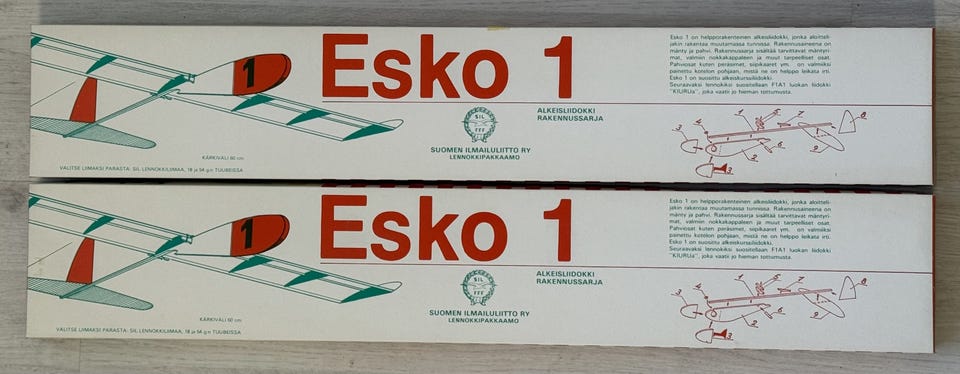 1
Esko 1
KÄRKIVÄLI 60 cm
VALITSE LIIMAKSI PARASTA: SIL LENNOKKILIIMAA, 18 ja 54 g:n TUUBEISSA
SIL
FFF
SUOMEN ILMAILULIITTO RY
LENNOKKIPAKKAAMO
ALKEISLIIDOKKI
RAKENNUSSARJA
Esko 1 on helpporakenteinen alkeisliidokki, jonka aloitteli-
jakin rakentaa muutamassa tunnissa. Rakennusaineena on
mänty ja pahvi. Rakennussarja sisältää tarvittavat mäntyri-
mat, valmiin nokkakappaleen ja muut tarpeelliset osat.
Pahviosat kuten peräsimet, siipikaaret ym. on valmiiksi
painettu kotelon pohjaan, mistä ne on helppo leikata irti.
Esko 1 on suosittu alkeiskurssiliidokki.
Seuraavaksi lennokiksi suositellaan F1A1 luokan liidokki
"KIURUa", joka vaatii jo hieman tottumusta.
1
Esko 1
KÄRKIVÄLI 60 cm
VALITSE LIIMAKSI PARASTA: SIL LENNOKKILIIMAA, 18 ja 54 g:n TUUBEISSA
SIL
FFF
SUOMEN ILMAILULIITTO RY
LENNOKKIPAKKAAMO
ALKEISLIIDOKKI
RAKENNUSSARJA
Esko 1 on helpporakenteinen alkeisliidokki, jonka aloitteli-
jakin rakentaa muutamassa tunnissa. Rakennusaineena on
mänty ja pahvi. Rakennussarja sisältää tarvittavat mäntyri-
mat, valmiin nokkakappaleen ja muut tarpeelliset osat.
Pahviosat kuten peräsimet, siipikaaret ym. on valmiiksi
painettu kotelon pohjaan, mistä ne on helppo leikata irti.
Esko 1 on suosittu alkeiskurssiliidokki.
Seuraavaksi lennokiksi suositellaan F1A1 luokan liidokki
"KIURUa", joka vaatii jo hieman tottumusta.